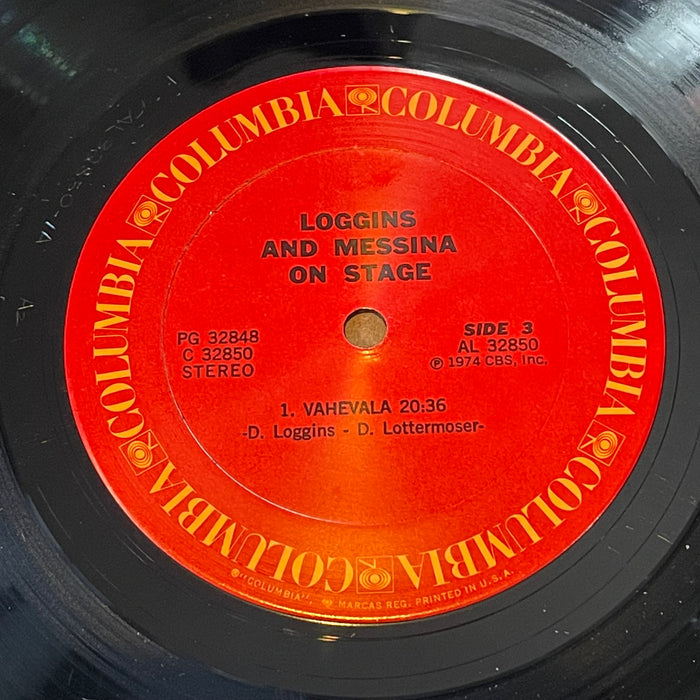 COLUMBIA COLUMBIA COLUMBIA COLUMBIA COLUMBIA COLUMBIA COLUMBIA
LOGGINS
AND MESSINA
ON STAGE
PG 32848
C 32850
STEREO
SIDE 3
AL 32850
Ⓟ 1974 CBS, Inc.
1. VAHEVALA 20:36
-D. Loggins - D. Lottermoser-
®"COLUMBIA" MARCAS REG. PRINTED IN U.S.A.